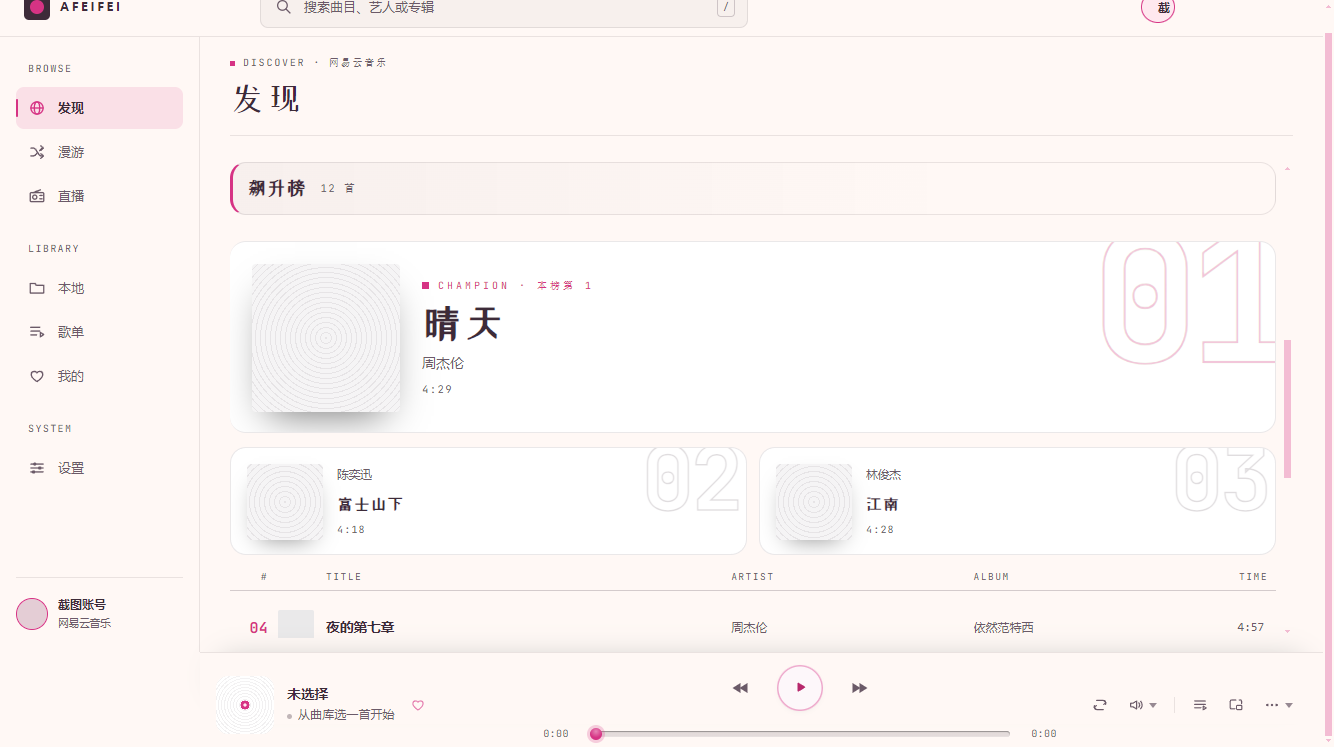 AFEIFEI
搜索曲目、艺人或专辑
/
截
BROWSE
发现
漫游
直播
LIBRARY
本地
歌单
我的
SYSTEM
设置
截图账号
网易云音乐
DISCOVER · 网易云音乐
发现
飙升榜 12 首
01
CHAMPION · 本榜第 1
晴天
周杰伦
4:29
02
陈奕迅
富士山下
4:18
03
林俊杰
江南
4:28
# TITLE ARTIST ALBUM TIME
04 夜的第七章 周杰伦 依然范特西 4:57
未选择
从曲库选一首开始
0:00 0:00